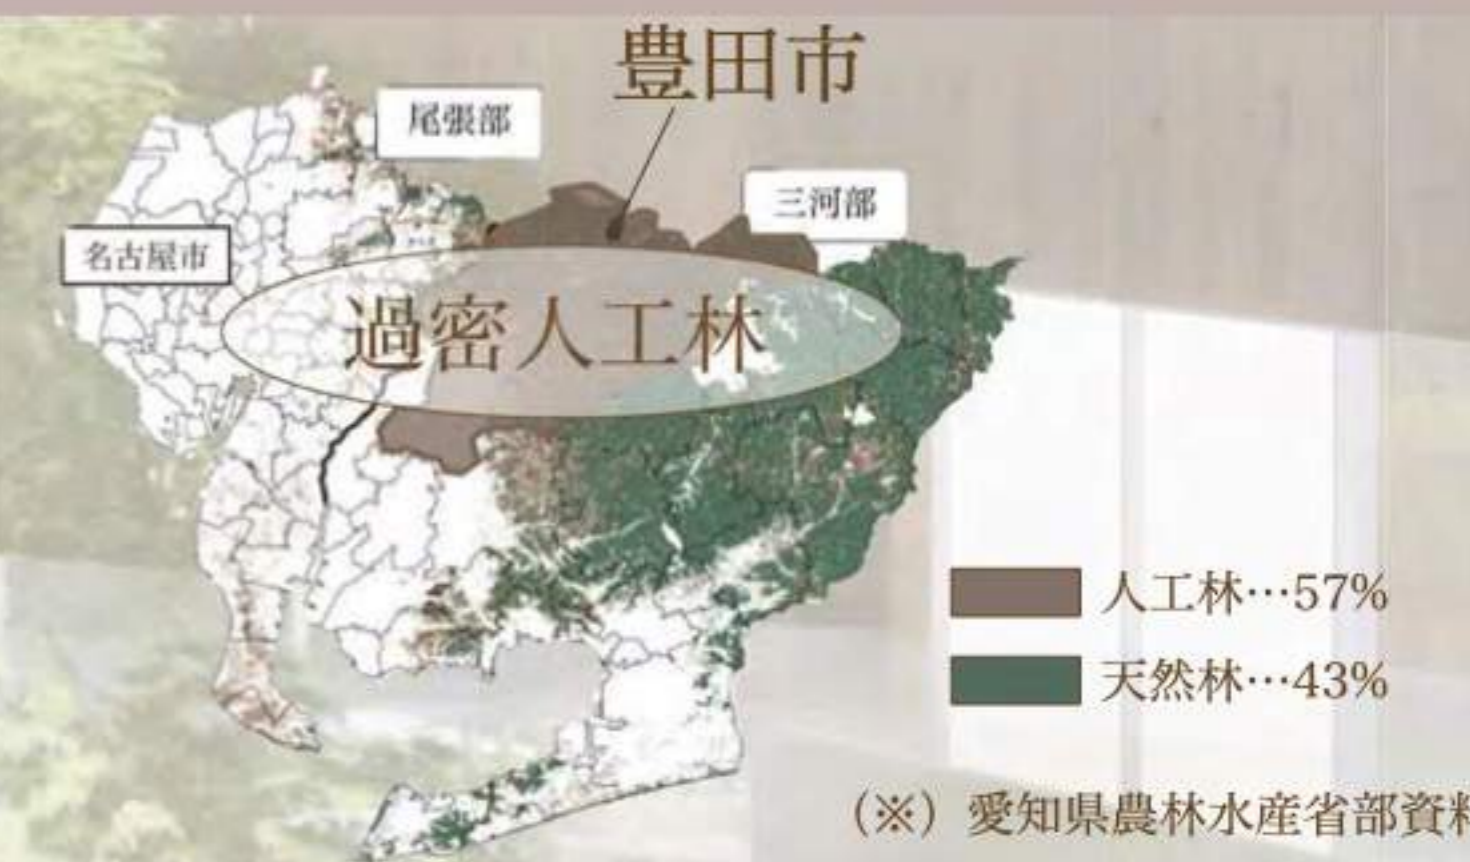 豊田市
尾張部
三河部
名古屋市
過密人工林
人工林…57%
天然林…43%
（※）愛知県農林水産省部資料